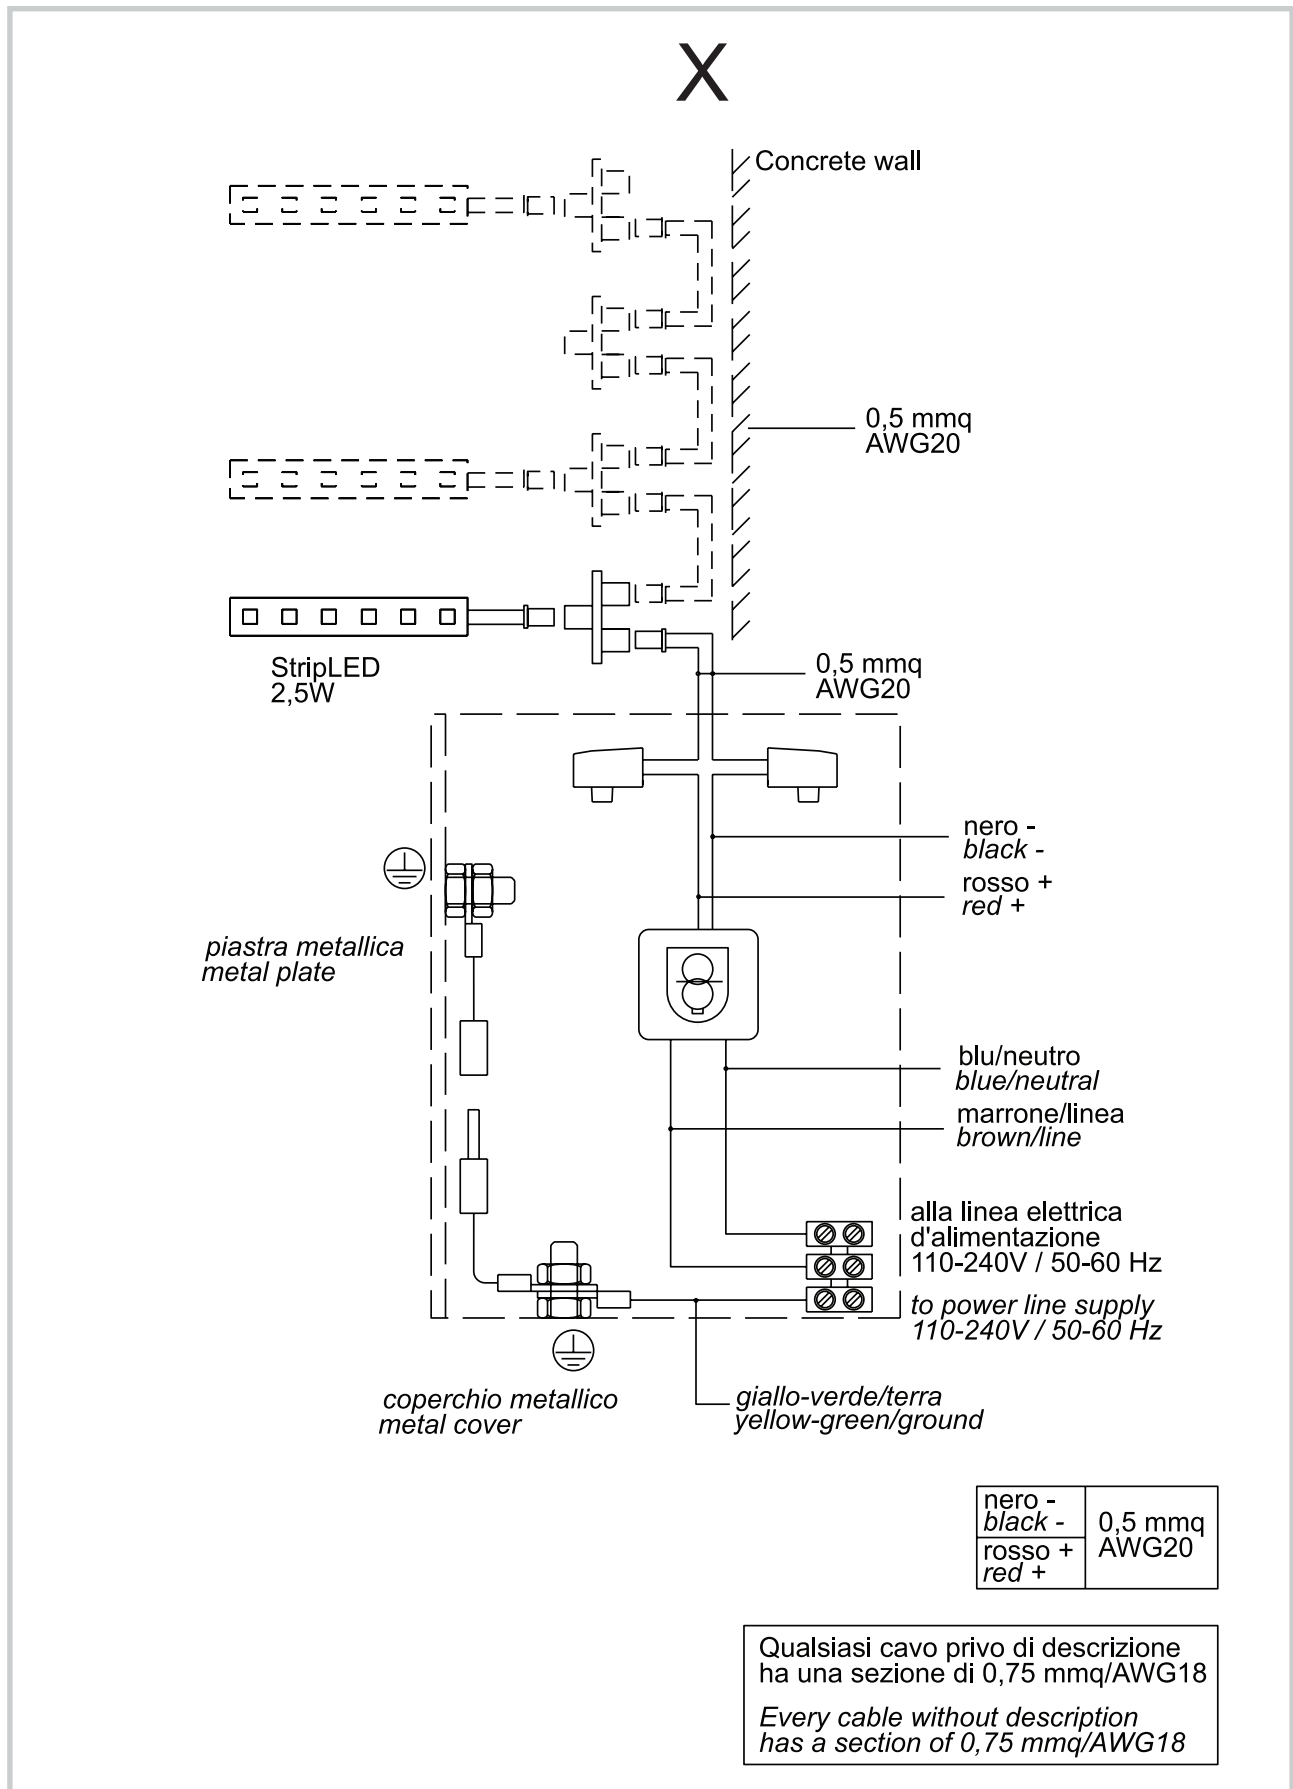 X
Concrete wall
0,5 mmq
AWG20
StripLED
2,5W
0,5 mmq
AWG20
nero -
black -
rosso +
red +
piastra metallica
metal plate
blu/neutro
blue/neutral
marrone/linea
brown/line
alla linea elettrica
d'alimentazione
110-240V / 50-60 Hz
to power line supply
110-240V / 50-60 Hz
coperchio metallico
metal cover
giallo-verde/terra
yellow-green/ground
nero -
black -
rosso +
red +
0,5 mmq
AWG20
Qualsiasi cavo privo di descrizione
ha una sezione di 0,75 mmq/AWG18
Every cable without description
has a section of 0,75 mmq/AWG18